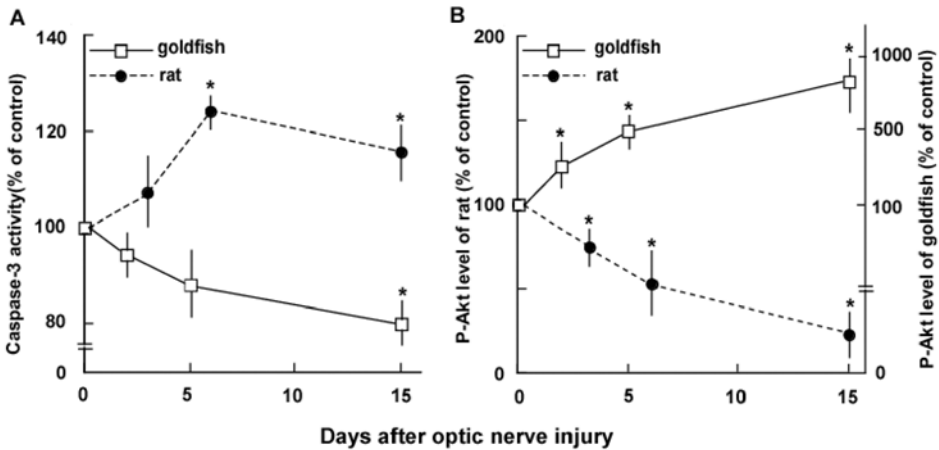 A
Caspase-3 activity(% of control)
140
120
100
80
0
goldfish
rat
*
*
*
0
5
10
15
B
P-Akt level of rat (% of control)
200
100
0
goldfish
rat
*
*
*
*
*
*
0
5
10
15
1000
500
100
0
P-Akt level of goldfish (% of control)
Days after optic nerve injury